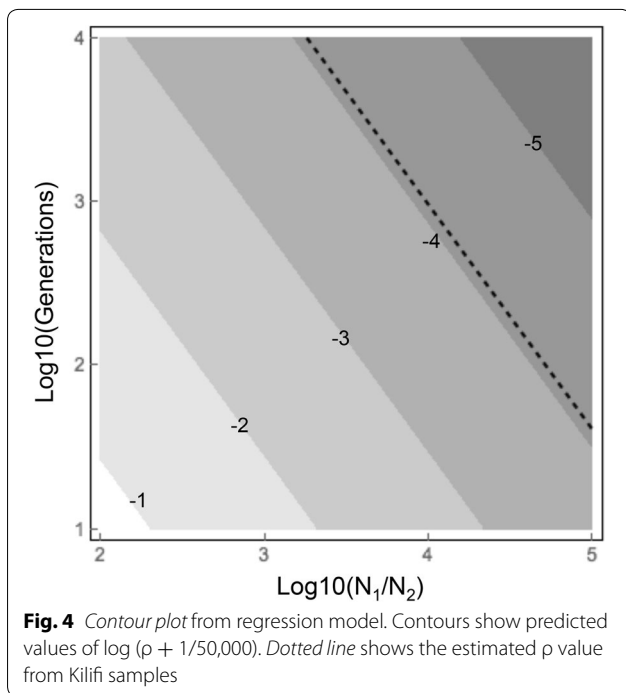 4
3
2
1
Log10(Generations)
-5
-4
-3
-2
-1
2
3
4
5
Log10(N₁/N₂)
Fig. 4 Contour plot from regression model. Contours show predicted
values of log (ρ + 1/50,000). Dotted line shows the estimated ρ value
from Kilifi samples